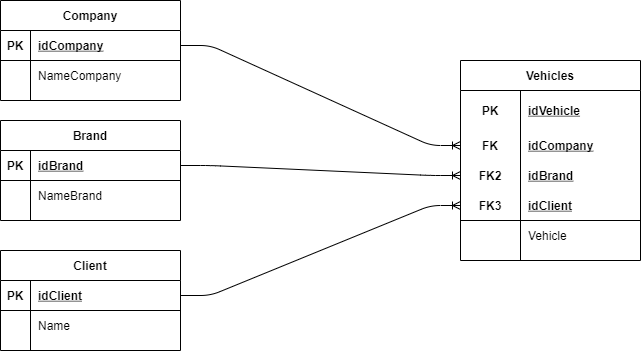 Company
PK idCompany
NameCompany
Brand
PK idBrand
NameBrand
Client
PK idClient
Name
Vehicles
PK idVehicle
FK idCompany
FK2 idBrand
FK3 idClient
Vehicle